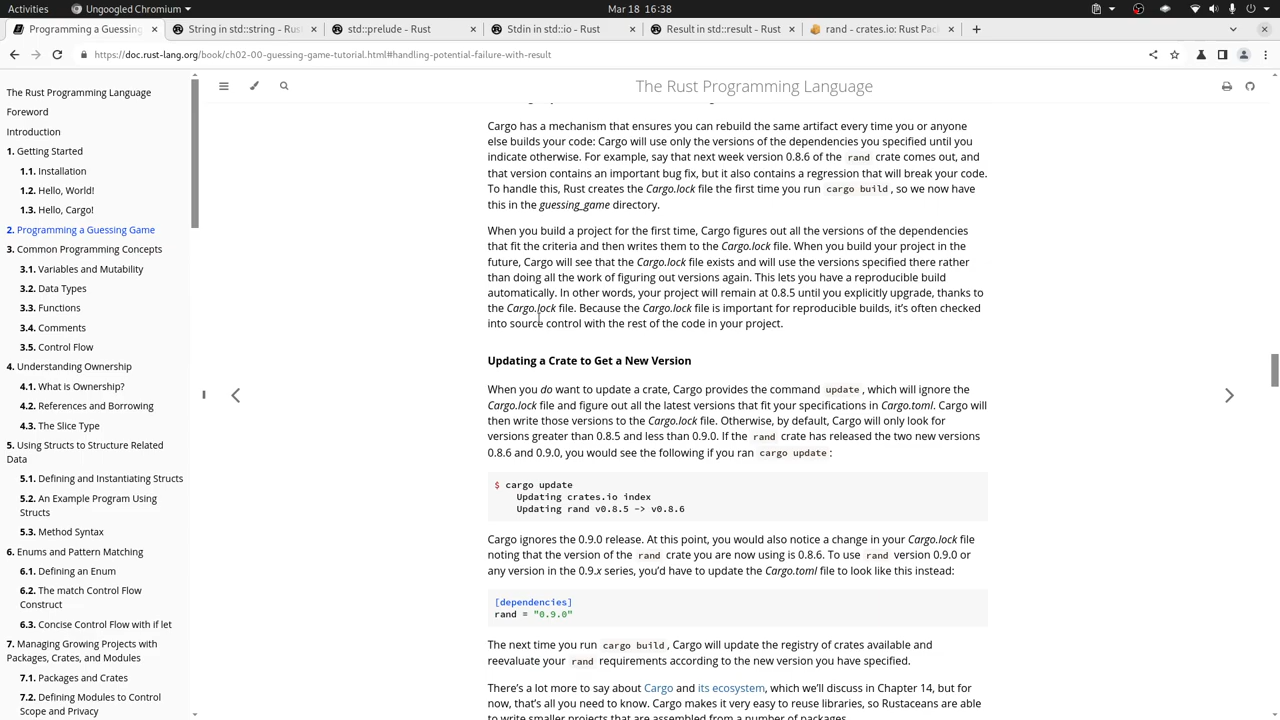 Activities
Ungoogled Chromium
Mar 18 16:38
Programming a Guessing
String in std::string - Rust
std::prelude - Rust
Stdin in std::io - Rust
Result in std::result - Rust
rand - crates.io: Rust Pac
https://doc.rust-lang.org/book/ch02-00-guessing-game-tutorial.html#handling-potential-failure-with-result
The Rust Programming Language
The Rust Programming Language
Foreword
Introduction
1. Getting Started
1.1. Installation
1.2. Hello, World!
1.3. Hello, Cargo!
2. Programming a Guessing Game
3. Common Programming Concepts
3.1. Variables and Mutability
3.2. Data Types
3.3. Functions
3.4. Comments
3.5. Control Flow
4. Understanding Ownership
4.1. What is Ownership?
4.2. References and Borrowing
4.3. The Slice Type
5. Using Structs to Structure Related
Data
5.1. Defining and Instantiating Structs
5.2. An Example Program Using
Structs
5.3. Method Syntax
6. Enums and Pattern Matching
6.1. Defining an Enum
6.2. The match Control Flow
Construct
6.3. Concise Control Flow with if let
7. Managing Growing Projects with
Packages, Crates, and Modules
7.1. Packages and Crates
7.2. Defining Modules to Control
Scope and Privacy
Cargo has a mechanism that ensures you can rebuild the same artifact every time you or anyone
else builds your code: Cargo will use only the versions of the dependencies you specified until you
indicate otherwise. For example, say that next week version 0.8.6 of the rand crate comes out, and
that version contains an important bug fix, but it also contains a regression that will break your code.
To handle this, Rust creates the Cargo.lock file the first time you run cargo build, so we now have
this in the guessing_game directory.
When you build a project for the first time, Cargo figures out all the versions of the dependencies
that fit the criteria and then writes them to the Cargo.lock file. When you build your project in the
future, Cargo will see that the Cargo.lock file exists and will use the versions specified there rather
than doing all the work of figuring out versions again. This lets you have a reproducible build
automatically. In other words, your project will remain at 0.8.5 until you explicitly upgrade, thanks to
the Cargo.lock file. Because the Cargo.lock file is important for reproducible builds, it's often checked
into source control with the rest of the code in your project.
Updating a Crate to Get a New Version
When you do want to update a crate, Cargo provides the command update, which will ignore the
Cargo.lock file and figure out all the latest versions that fit your specifications in Cargo.toml. Cargo will
then write those versions to the Cargo.lock file. Otherwise, by default, Cargo will only look for
versions greater than 0.8.5 and less than 0.9.0. If the rand crate has released the two new versions
0.8.6 and 0.9.0, you would see the following if you ran cargo update:
$ cargo update
Updating crates.io index
Updating rand v0.8.5 -> v0.8.6
Cargo ignores the 0.9.0 release. At this point, you would also notice a change in your Cargo.lock file
noting that the version of the rand crate you are now using is 0.8.6. To use rand version 0.9.0 or
any version in the 0.9.x series, you'd have to update the Cargo.toml file to look like this instead:
[dependencies]
rand = "0.9.0"
The next time you run cargo build, Cargo will update the registry of crates available and
reevaluate your rand requirements according to the new version you have specified.
There's a lot more to say about Cargo and its ecosystem, which we'll discuss in Chapter 14, but for
now, that's all you need to know. Cargo makes it very easy to reuse libraries, so Rustaceans are able
to write smaller projects that are assembled from a number of packages.